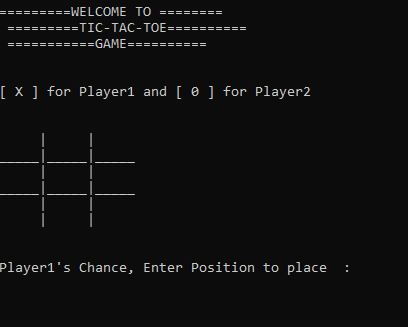 =========WELCOME TO ========
=========TIC-TAC-TOE==========
===========GAME==========
[ X ] for Player1 and [ 0 ] for Player2
     |     |
_____|_____|_____
     |     |
_____|_____|_____
     |     |
     |     |
Player1's Chance, Enter Position to place  :